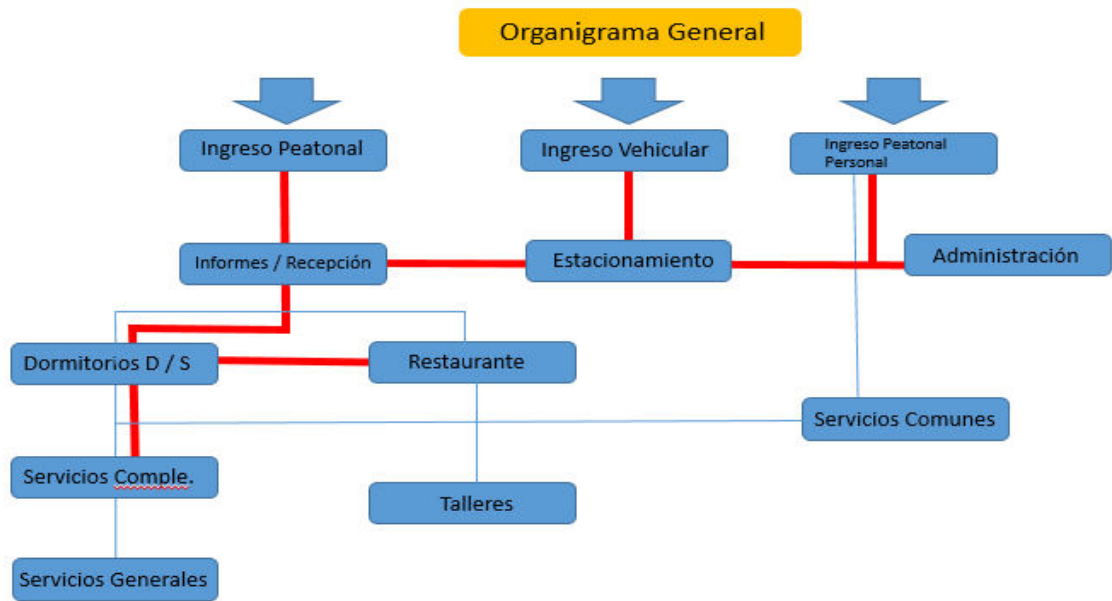 Organigrama General
Ingreso Peatonal
Ingreso Vehicular
Ingreso Peatonal
Personal
Informes / Recepción
Estacionamiento
Administración
Dormitorios D / S
Restaurante
Servicios Comunes
Servicios Comple.
Talleres
Servicios Generales